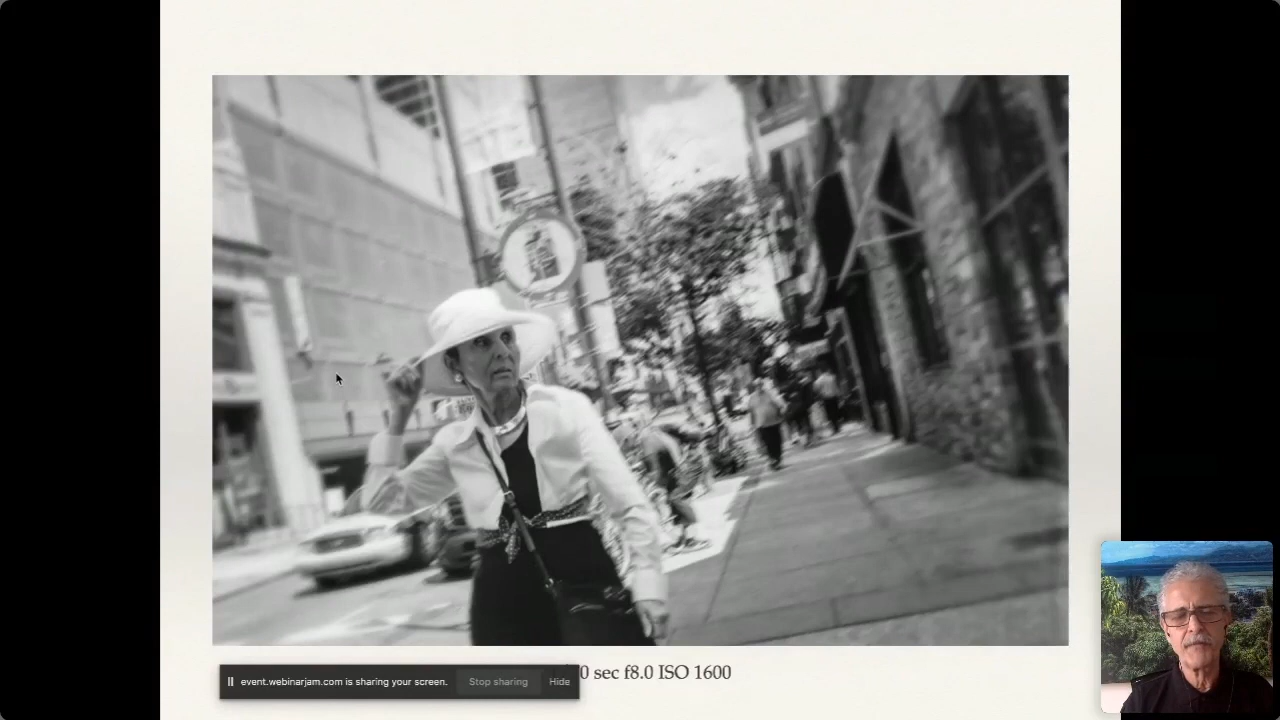 0 sec f8.0 ISO 1600
event.webinarjam.com is sharing your screen. Stop sharing Hide